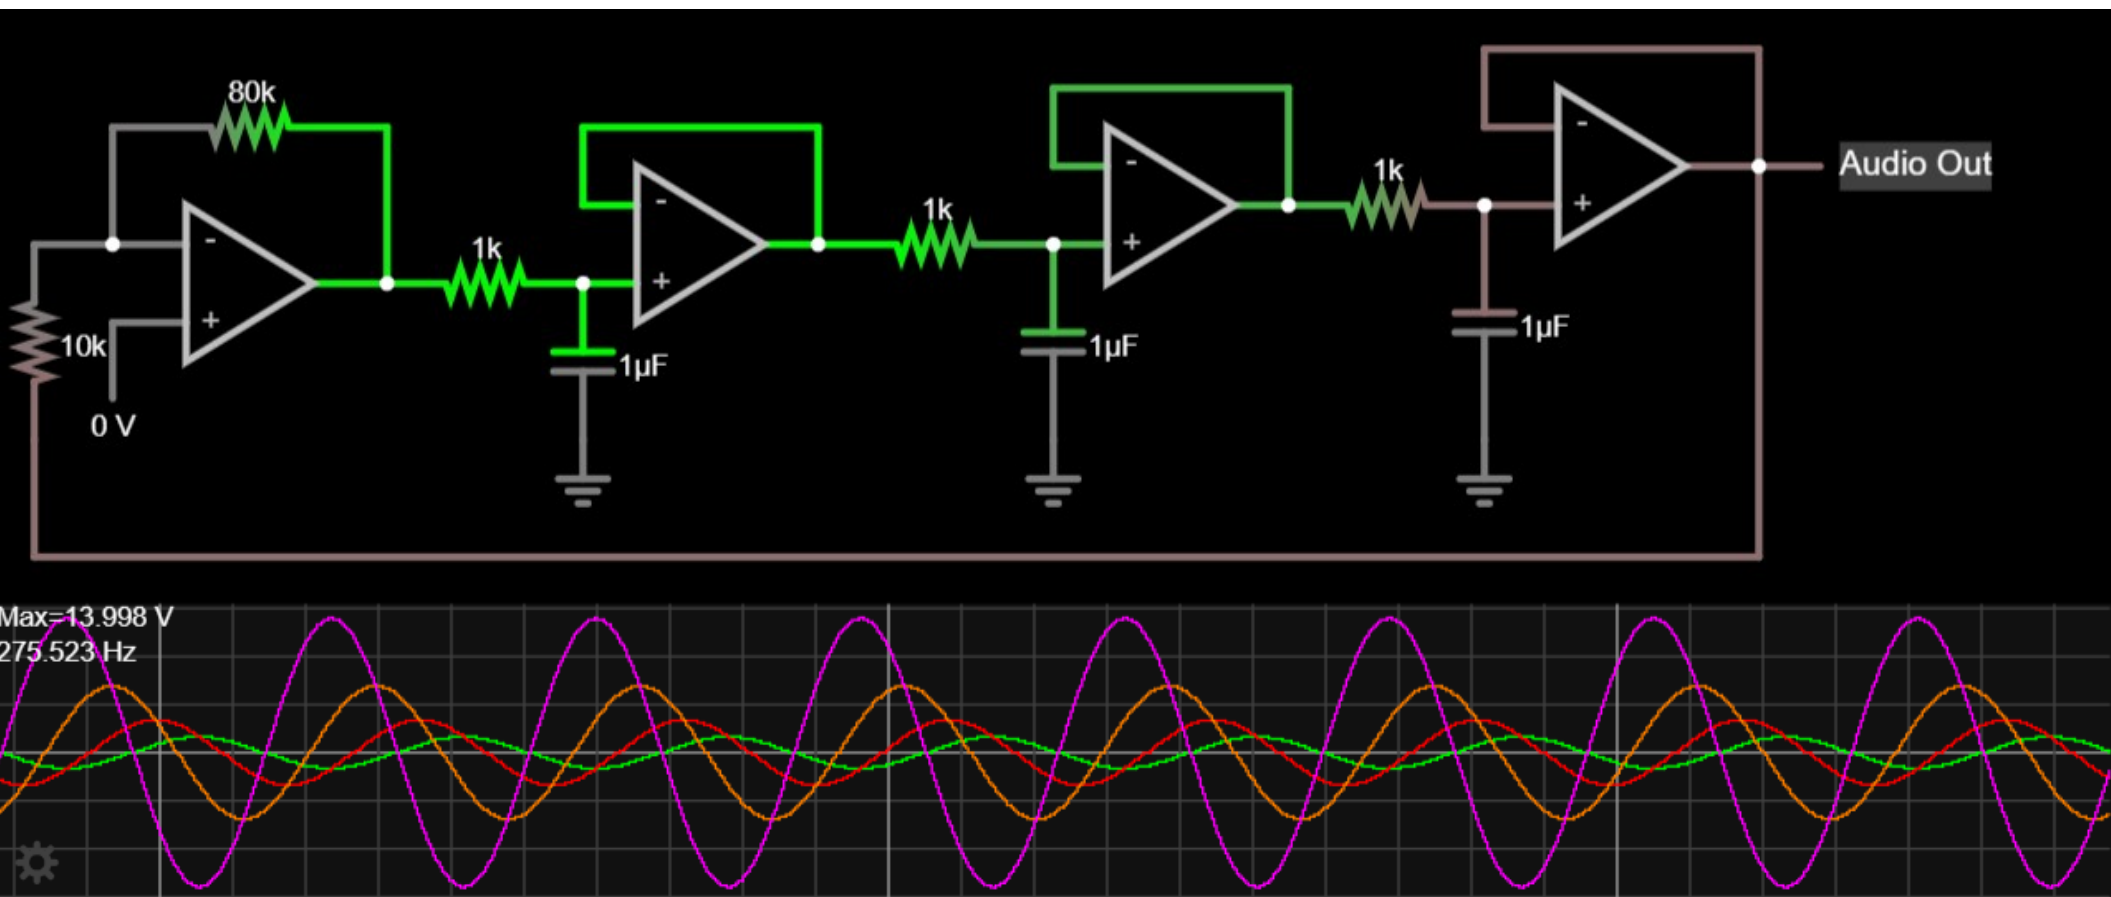 80k
-
+
10k
0 V
1k
-
+
1µF
1k
-
+
1µF
1k
-
+
1µF
Audio Out
Max=13.998 V
275.523 Hz